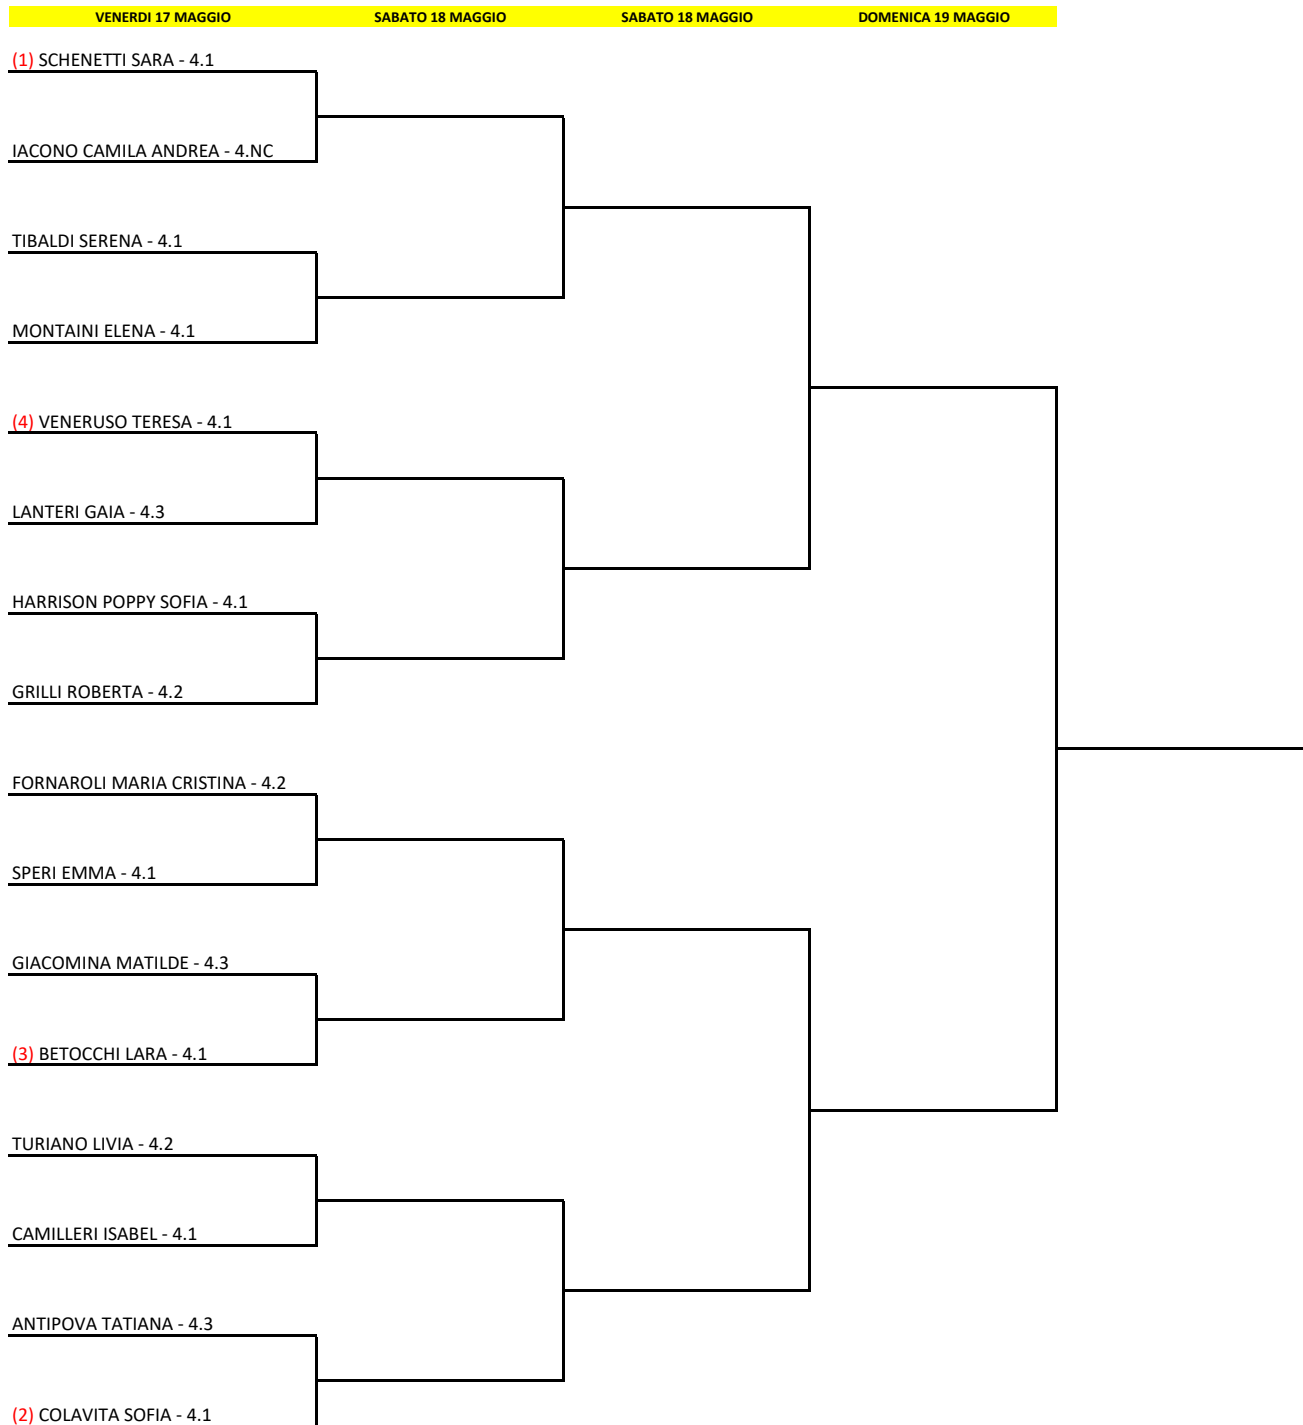 VENERDI 17 MAGGIO SABATO 18 MAGGIO SABATO 18 MAGGIO DOMENICA 19 MAGGIO
(1) SCHENETTI SARA - 4.1
IACONO CAMILA ANDREA - 4.NC
TIBALDI SERENA - 4.1
MONTAINI ELENA - 4.1
(4) VENERUSO TERESA - 4.1
LANTERI GAIA - 4.3
HARRISON POPPY SOFIA - 4.1
GRILLI ROBERTA - 4.2
FORNAROLI MARIA CRISTINA - 4.2
SPERI EMMA - 4.1
GIACOMINA MATILDE - 4.3
(3) BETOCCHI LARA - 4.1
TURIANO LIVIA - 4.2
CAMILLERI ISABEL - 4.1
ANTIPOVA TATIANA - 4.3
(2) COLAVITA SOFIA - 4.1